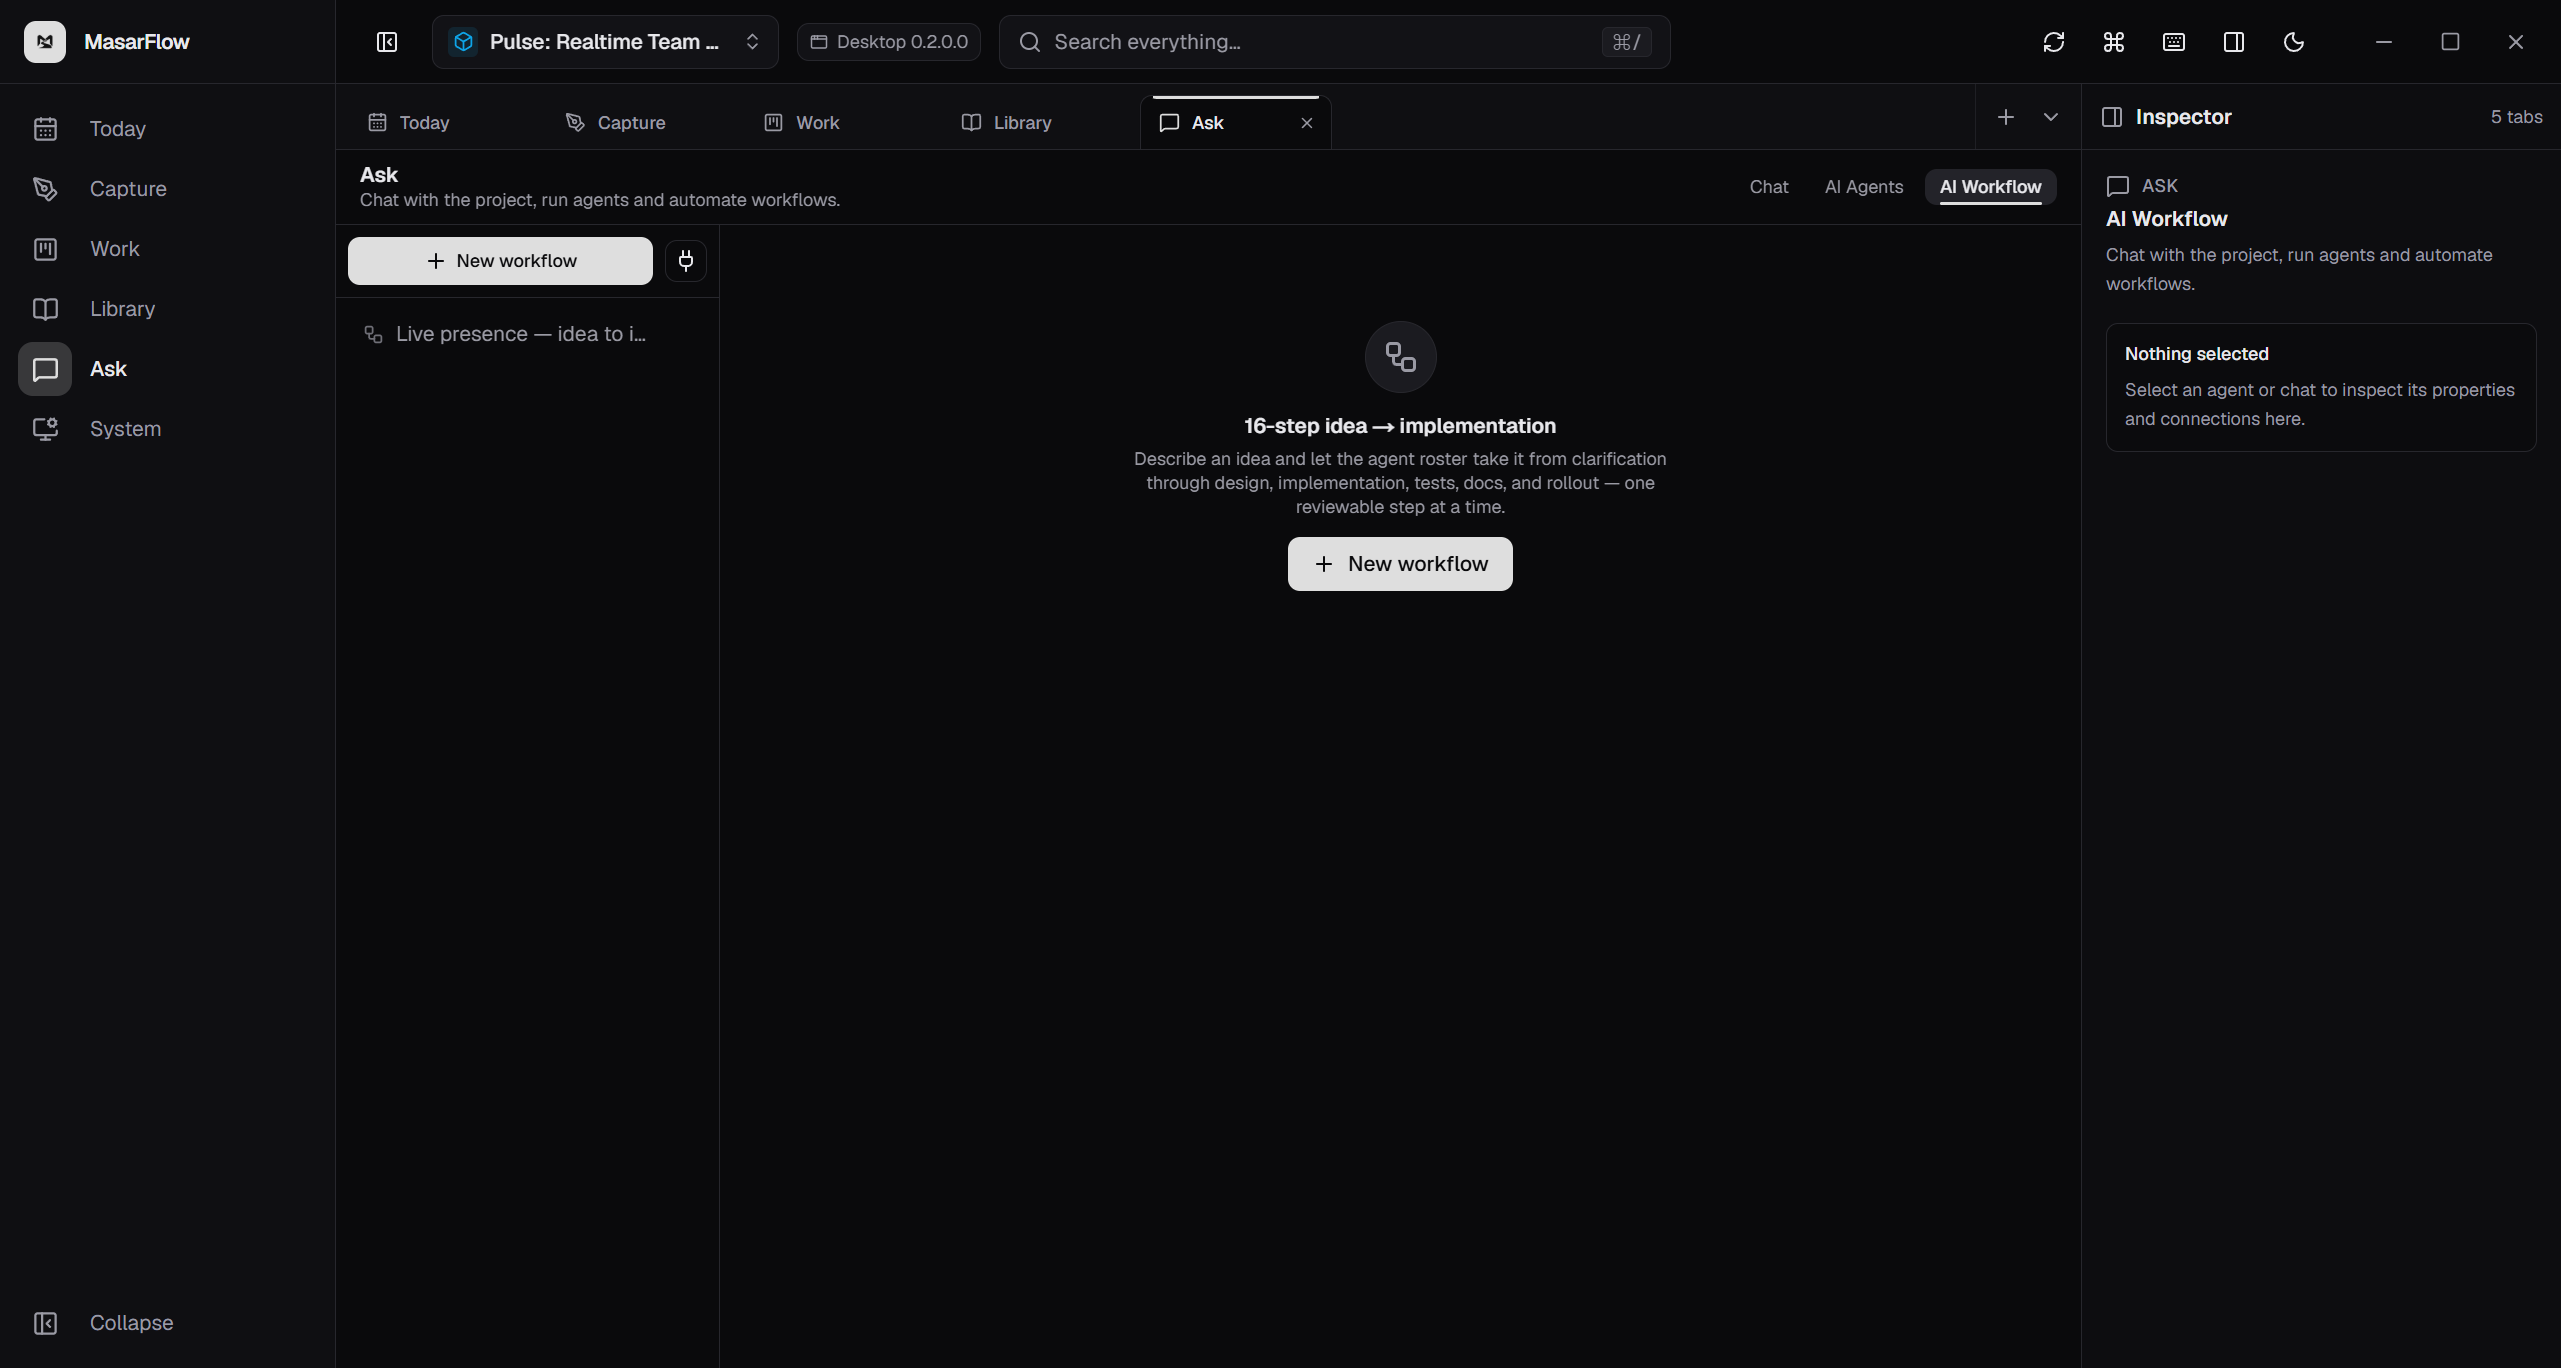 MasarFlow
Pulse: Realtime Team ...
Desktop 0.2.0.0
Search everything...
⌘/
Today
Capture
Work
Library
Ask
System
Collapse
Today
Capture
Work
Library
Ask
Ask
Chat with the project, run agents and automate workflows.
Chat
AI Agents
AI Workflow
New workflow
Live presence — idea to i...
16-step idea → implementation
Describe an idea and let the agent roster take it from clarification
through design, implementation, tests, docs, and rollout — one
reviewable step at a time.
New workflow
Inspector
5 tabs
ASK
AI Workflow
Chat with the project, run agents and automate
workflows.
Nothing selected
Select an agent or chat to inspect its properties
and connections here.